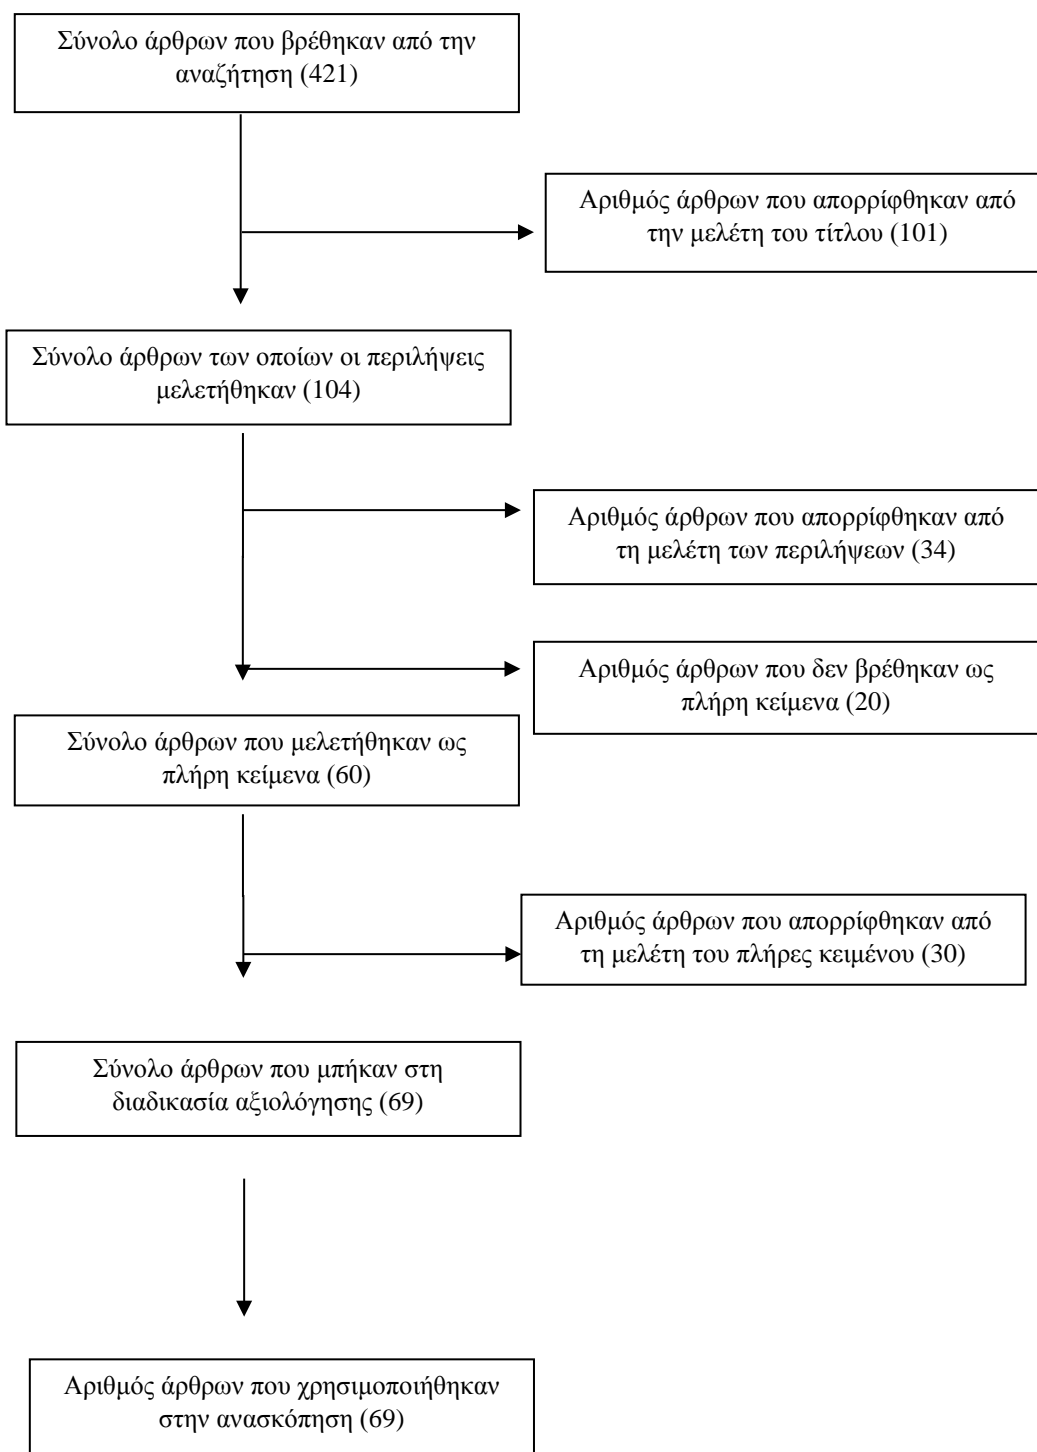 Σύνολο άρθρων που βρέθηκαν από την
αναζήτηση (421)
Αριθμός άρθρων που απορρίφθηκαν από
την μελέτη του τίτλου (101)
Σύνολο άρθρων των οποίων οι περιλήψεις
μελετήθηκαν (104)
Αριθμός άρθρων που απορρίφθηκαν από
τη μελέτη των περιλήψεων (34)
Αριθμός άρθρων που δεν βρέθηκαν ως
πλήρη κείμενα (20)
Σύνολο άρθρων που μελετήθηκαν ως
πλήρη κείμενα (60)
Αριθμός άρθρων που απορρίφθηκαν από
τη μελέτη του πλήρες κειμένου (30)
Σύνολο άρθρων που μπήκαν στη
διαδικασία αξιολόγησης (69)
Αριθμός άρθρων που χρησιμοποιήθηκαν
στην ανασκόπηση (69)